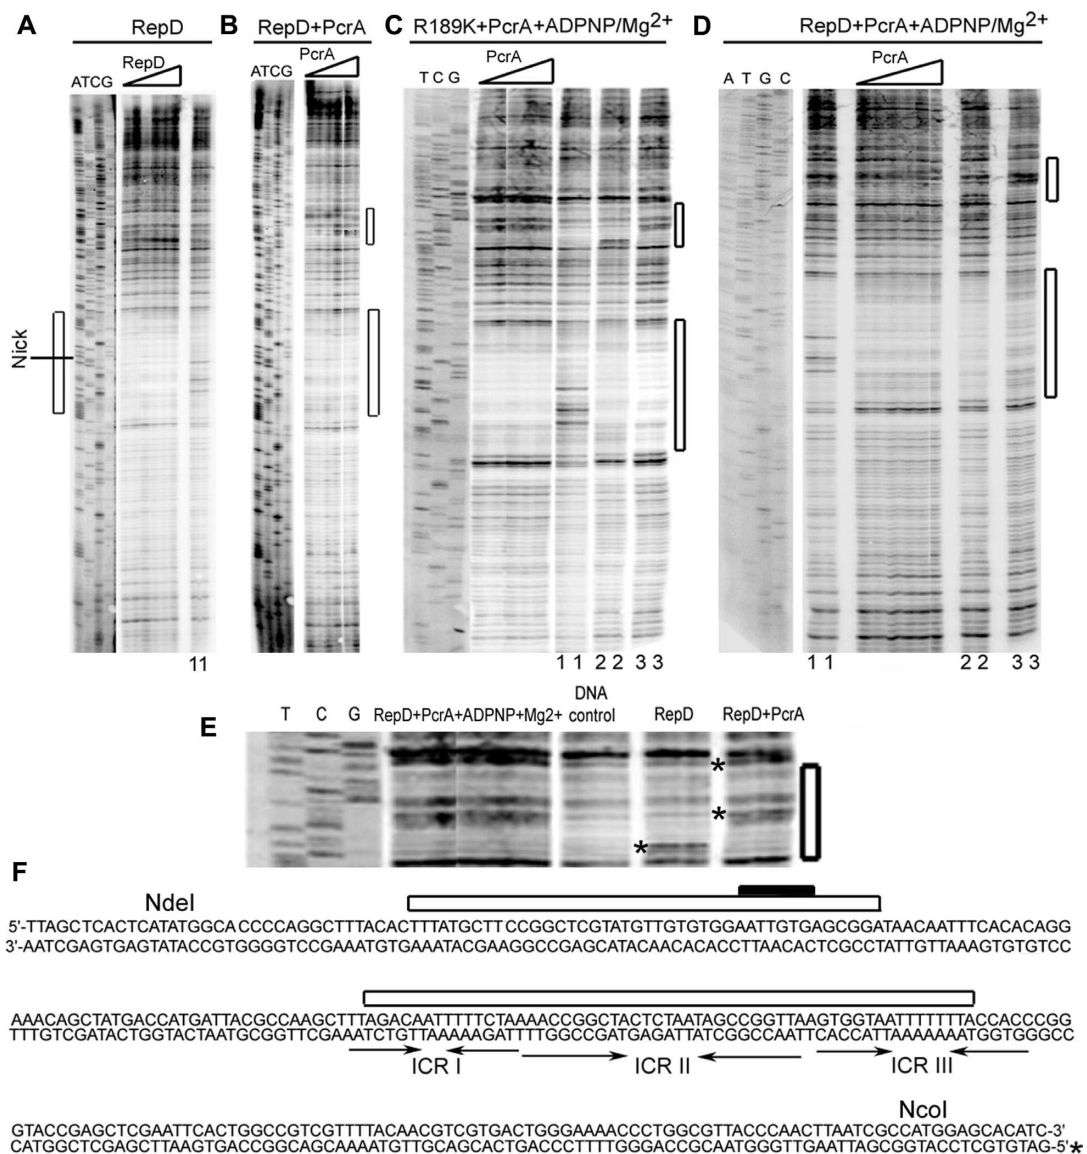 A RepD
ATCG RepD
Nick
11
B RepD+PcrA
ATCG PcrA
C R189K+PcrA+ADPNP/Mg2+
T C G PcrA
1 1 2 2 3 3
D RepD+PcrA+ADPNP/Mg2+
A T G C PcrA
1 1 2 2 3 3
E T C G RepD+PcrA+ADPNP+Mg2+ DNA control RepD RepD+PcrA
*
*
*
F
NdeI
5'-TTAGCTCACTCATATGGCACCCCAGGCTTTACACTTTATGCTTCCGGCTCGTATGTTGTGTGGAATTGTGAGCGGATAACAATTTCACACAGG
3'-AATCGAGTGAGTATACCGTGGGGTCCGAAATGTGAAATACGAAGGCCGAGCATACAACACACCTTAACACTCGCCTATTGTTAAAGTGTGTCC
AAACAGCTATGACCATGATTACGCCAAGCTTTAGACAATTTTTCTAAAACCGGCTACTCTAATAGCCGGTTAAGTGGTAATTTTTTTACCACCCGG
TTTGTCGATACTGGTACTAATGCGGTTCGAAATCTGTTAAAAAGATTTTGGCCGATGAGATTATCGGCCAATTCACCATTAAAAAAATGGTGGGCC
ICR I ICR II ICR III
NcoI
GTACCGAGCTCGAATTCACTGGCCGTCGTTTTACAACGTCGTGACTGGGAAAACCCTGGCGTTACCCAACTTAATCGCCATGGAGCACATC-3'
CATGGCTCGAGCTTAAGTGACCGGCAGCAAAATGTTGCAGCACTGACCCTTTTGGGACCGCAATGGGTTGAATTAGCGGTACCTCGTGTAG-5'*